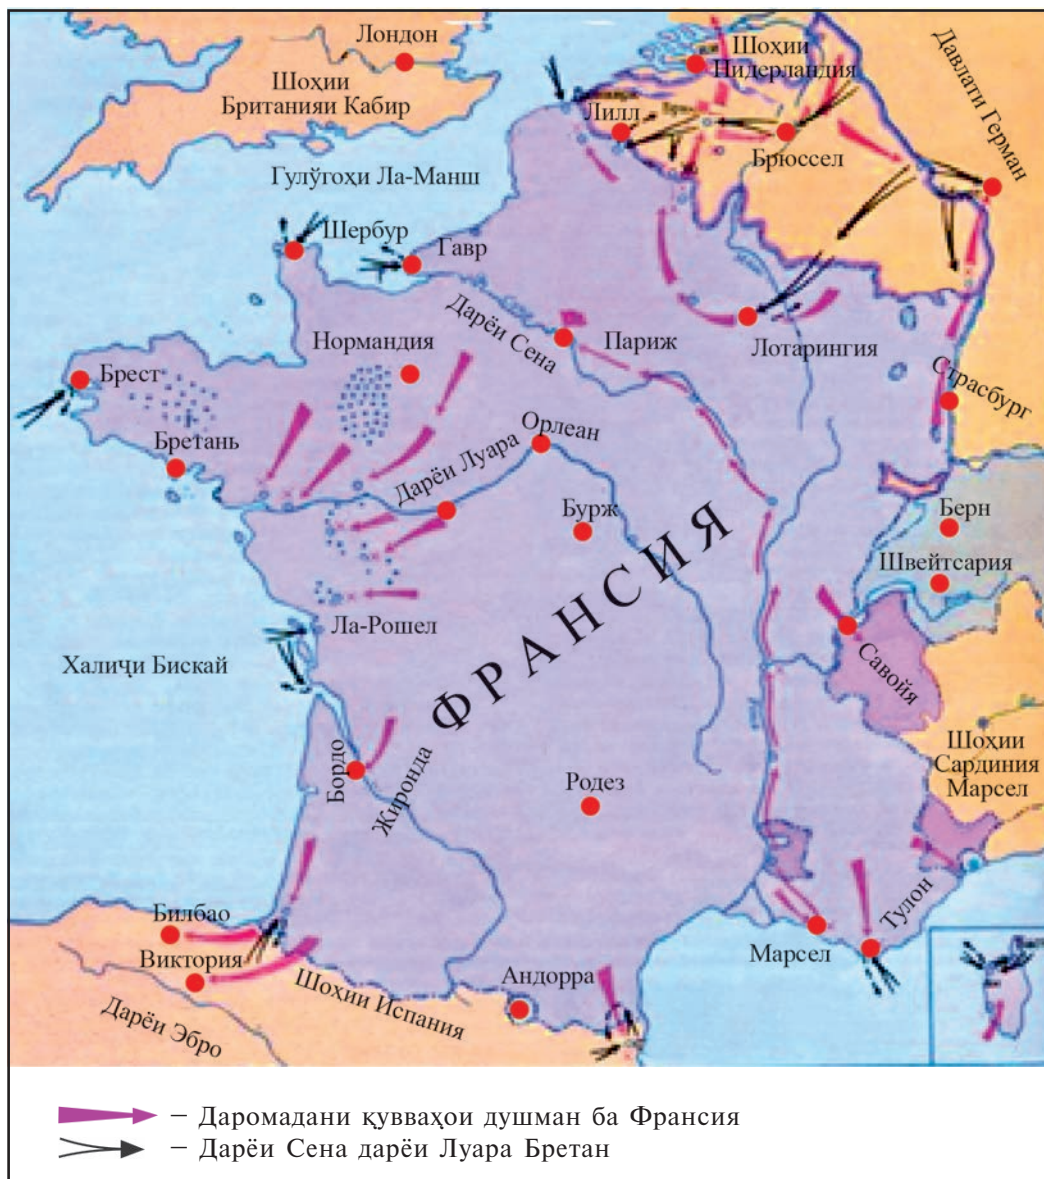 Лондон
Шоҳии
Британияи Кабир
Шоҳии
Нидерландия
Давлати Герман
Лилл
Брюссел
Гулӯгоҳи Ла-Манш
Шербур
Гавр
Дарёи Сена
Париж
Лотарингия
Нормандия
Брест
Страсбург
Бретань
Орлеан
Дарёи Луара
Бурж
Берн
Швейтсария
ФРАНСИЯ
Ла-Рошел
Халиҷи Бискай
Савойя
Шоҳии
Сардиния
Марсел
Бордо
Жиронда
Родез
Тулон
Билбао
Марсел
Виктория
Андорра
Шоҳии Испания
Дарёи Эбро
– Даромадани қувваҳои душман ба Франсия
– Дарёи Сена дарёи Луара Бретан